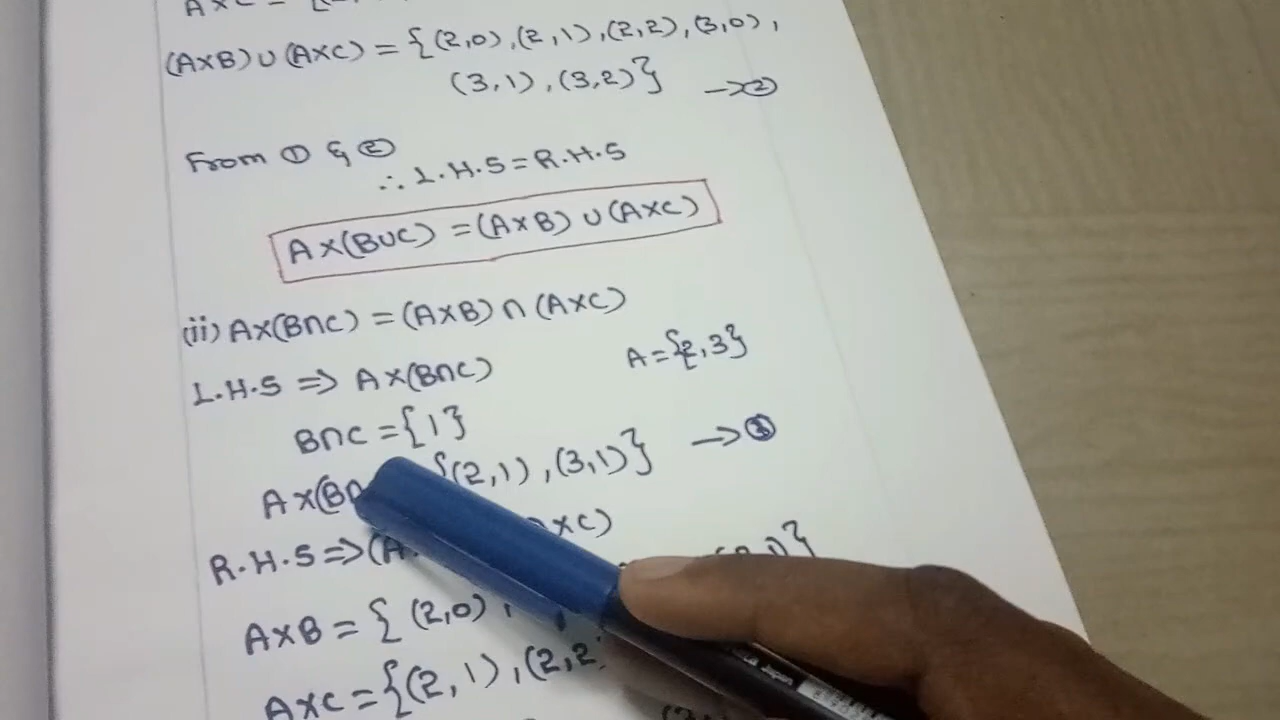 A×C = {
(A×B) ∪ (A×C) = {(2,0), (2,1), (2,2), (3,0),
(3,1), (3,2)} → ②
From ① & ②
∴ L.H.S = R.H.S
A×(B∪C) = (A×B) ∪ (A×C)
(ii) A×(B∩C) = (A×B) ∩ (A×C)
L.H.S ⇒ A×(B∩C) A = {2,3}
B∩C = {1}
A×(B∩ {(2,1), (3,1)} → ③
R.H.S ⇒ (A ×C)
A×B = { (2,0),
A×C = {(2,1), (2,2